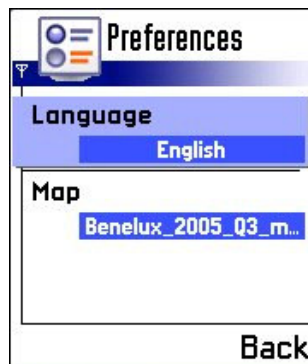 Preferences
Language
English
Map
Benelux_2005_Q3_m...
Back